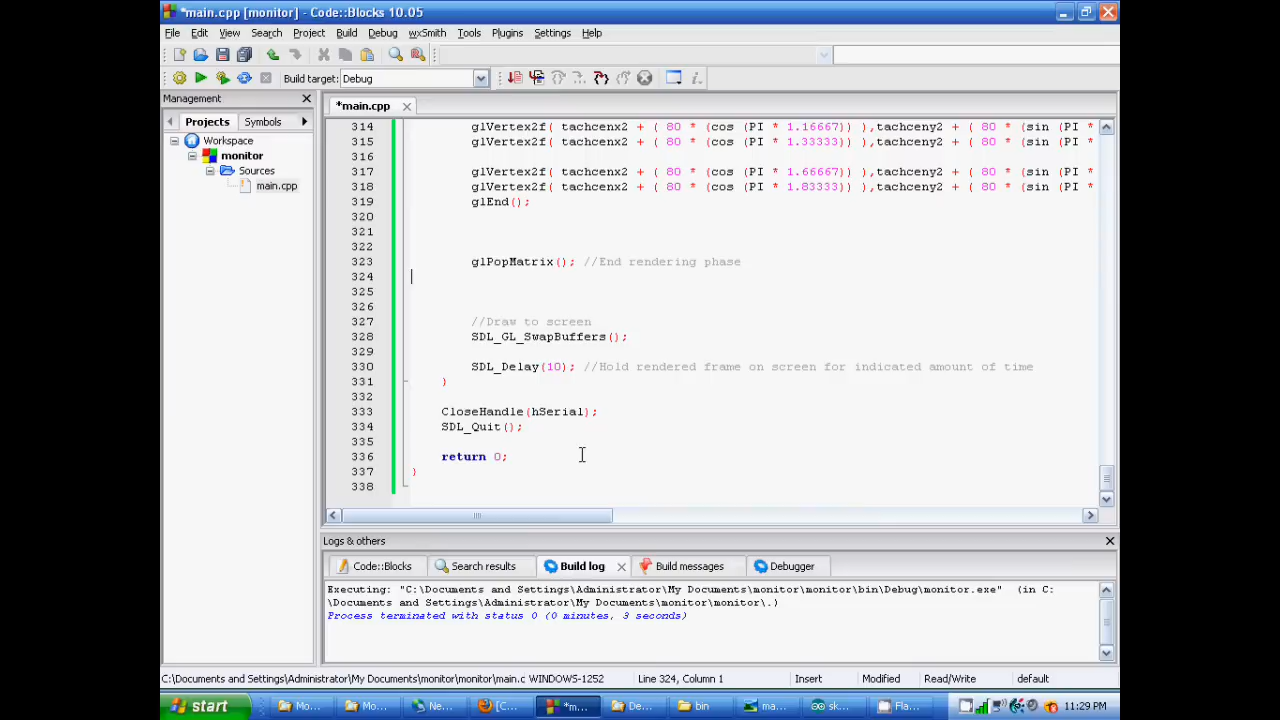 *main.cpp [monitor] - Code::Blocks 10.05
File Edit View Search Project Build Debug wxSmith Tools Plugins Settings Help
Build target: Debug
Management
*main.cpp
Projects Symbols
Workspace
monitor
Sources
main.cpp
314 glVertex2f( tachcenx2 + ( 80 * (cos (PI * 1.16667)) ),tachceny2 + ( 80 * (sin (PI *
315 glVertex2f( tachcenx2 + ( 80 * (cos (PI * 1.33333)) ),tachceny2 + ( 80 * (sin (PI *
316
317 glVertex2f( tachcenx2 + ( 80 * (cos (PI * 1.66667)) ),tachceny2 + ( 80 * (sin (PI *
318 glVertex2f( tachcenx2 + ( 80 * (cos (PI * 1.83333)) ),tachceny2 + ( 80 * (sin (PI *
319 glEnd();
320
321
322
323 glPopMatrix(); //End rendering phase
324
325
326
327 //Draw to screen
328 SDL_GL_SwapBuffers();
329
330 SDL_Delay(10); //Hold rendered frame on screen for indicated amount of time
331 }
332
333 CloseHandle(hSerial);
334 SDL_Quit();
335
336 return 0;
337 }
338
Logs & others
Code::Blocks Search results Build log Build messages Debugger
Executing: "C:\Documents and Settings\Administrator\My Documents\monitor\monitor\bin\Debug\monitor.exe" (in C:
\Documents and Settings\Administrator\My Documents\monitor\monitor\.)
Process terminated with status 0 (0 minutes, 3 seconds)
C:\Documents and Settings\Administrator\My Documents\monitor\monitor\main.c WINDOWS-1252 Line 324, Column 1 Insert Modified Read/Write default
start Mo... Mo... Ne... [C... *m... De... bin ma... sk... Fla... 11:29 PM